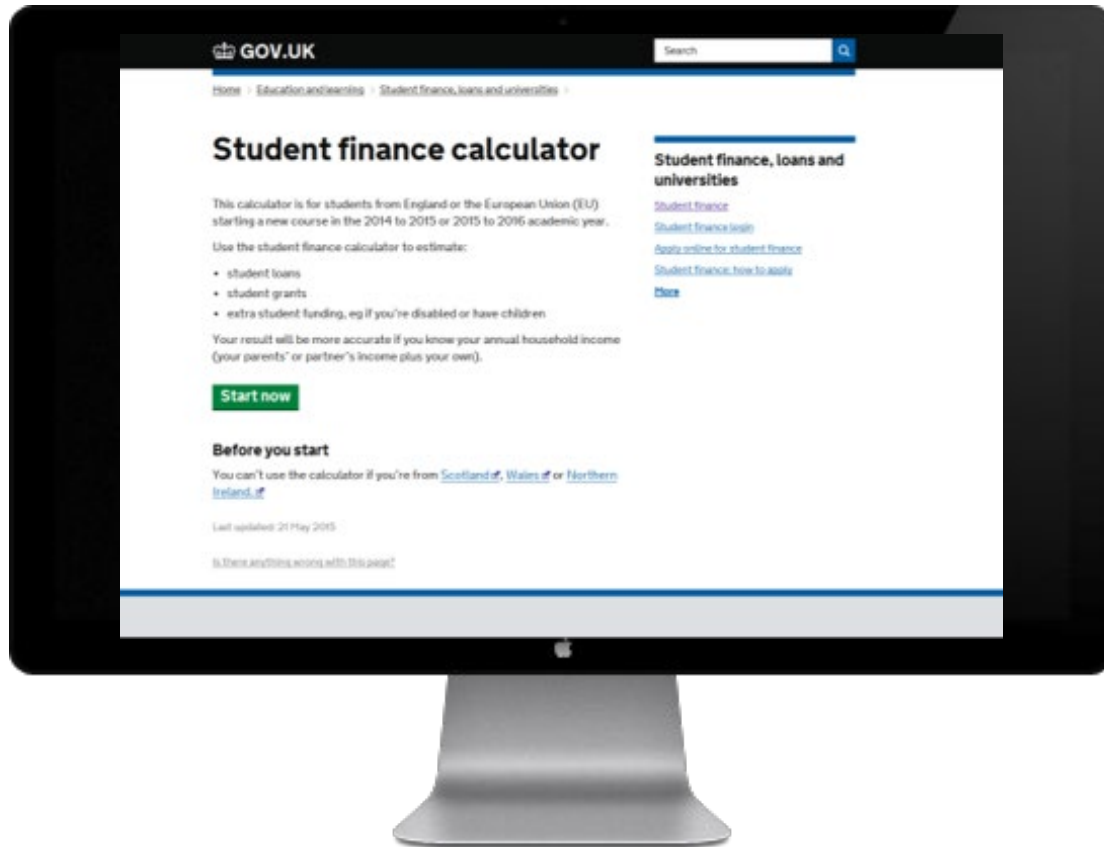 GOV.UK
Search
Home
Education and learning
Student finance, loans and universities
Student finance calculator
This calculator is for students from England or the European Union (EU)
starting a new course in the 2014 to 2015 or 2015 to 2016 academic year.
Use the student finance calculator to estimate:
• student loans
• student grants
• extra student funding, eg if you're disabled or have children
Your result will be more accurate if you know your annual household income
(your parents' or partner's income plus your own).
Start now
Before you start
You can't use the calculator if you're from Scotland, Wales or Northern
Ireland.
Last updated: 21 May 2015
Is there anything wrong with this page?
Student finance, loans and
universities
Student finance
Student finance login
Apply online for student finance
Student finance: how to apply
More